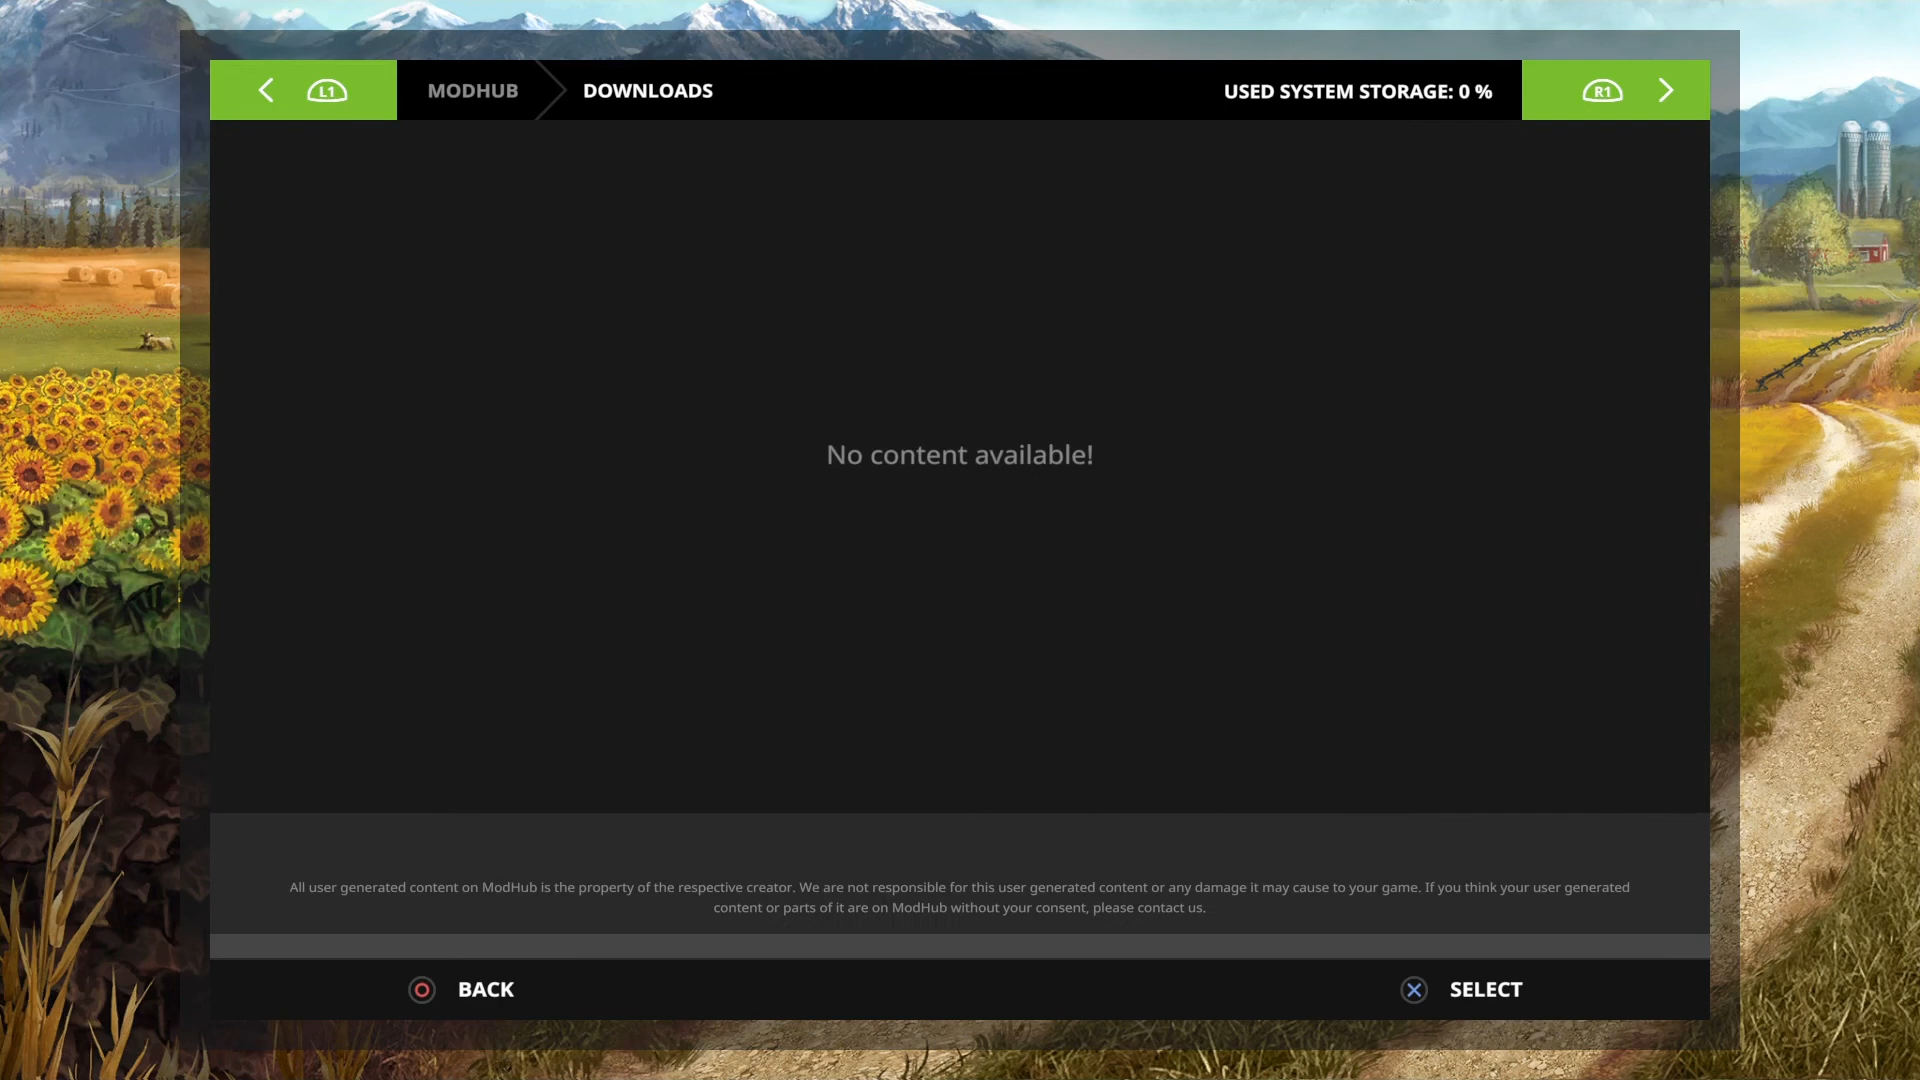 L1
MODHUB
DOWNLOADS
USED SYSTEM STORAGE: 0 %
R1
No content available!
All user generated content on ModHub is the property of the respective creator. We are not responsible for this user generated content or any damage it may cause to your game. If you think your user generated
content or parts of it are on ModHub without your consent, please contact us.
BACK
SELECT